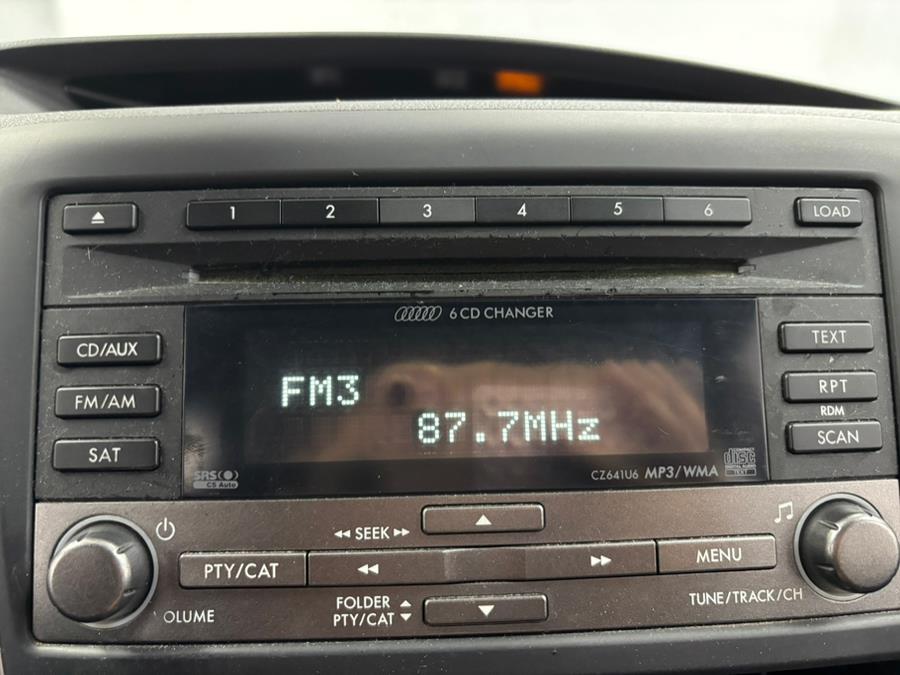 1 2 3 4 5 6 LOAD
6 CD CHANGER
CD/AUX
FM/AM
SAT
FM3
87.7MHz
SRS
CS Auto
CZ641U6 MP3/WMA
disc
TEXT
TEXT
RPT
RDM
SCAN
SEEK
PTY/CAT
MENU
OLUME
FOLDER
PTY/CAT
TUNE/TRACK/CH